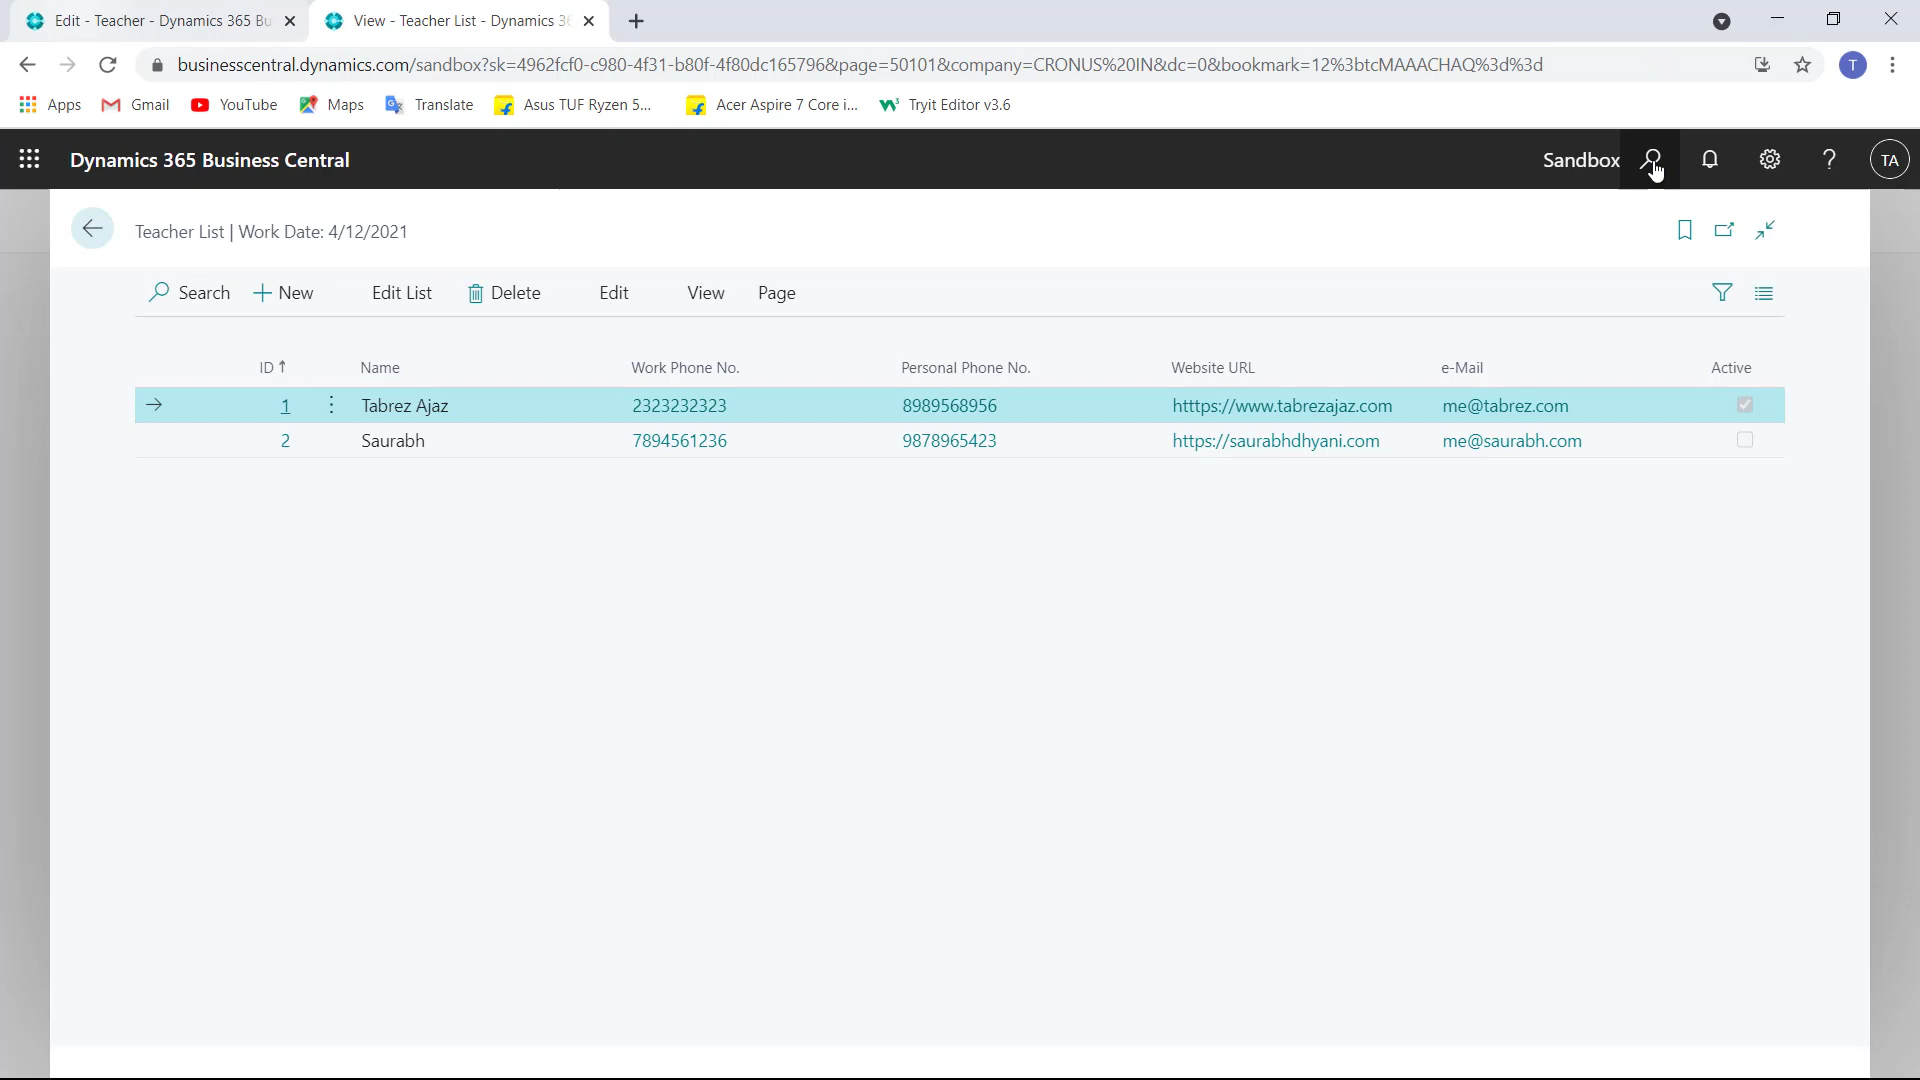 Edit - Teacher - Dynamics 365 Bu
View - Teacher List - Dynamics 36
businesscentral.dynamics.com/sandbox?sk=4962fcf0-c980-4f31-b80f-4f80dc165796&page=50101&company=CRONUS%20IN&dc=0&bookmark=12%3btcMAAACHAQ%3d%3d
T
Apps Gmail YouTube Maps Translate Asus TUF Ryzen 5... Acer Aspire 7 Core i... Tryit Editor v3.6
Dynamics 365 Business Central Sandbox ? TA
Teacher List | Work Date: 4/12/2021
Search New Edit List Delete Edit View Page
ID↑ Name Work Phone No. Personal Phone No. Website URL e-Mail Active
1 Tabrez Ajaz 2323232323 8989568956 htttps://www.tabrezajaz.com me@tabrez.com
2 Saurabh 7894561236 9878965423 https://saurabhdhyani.com me@saurabh.com